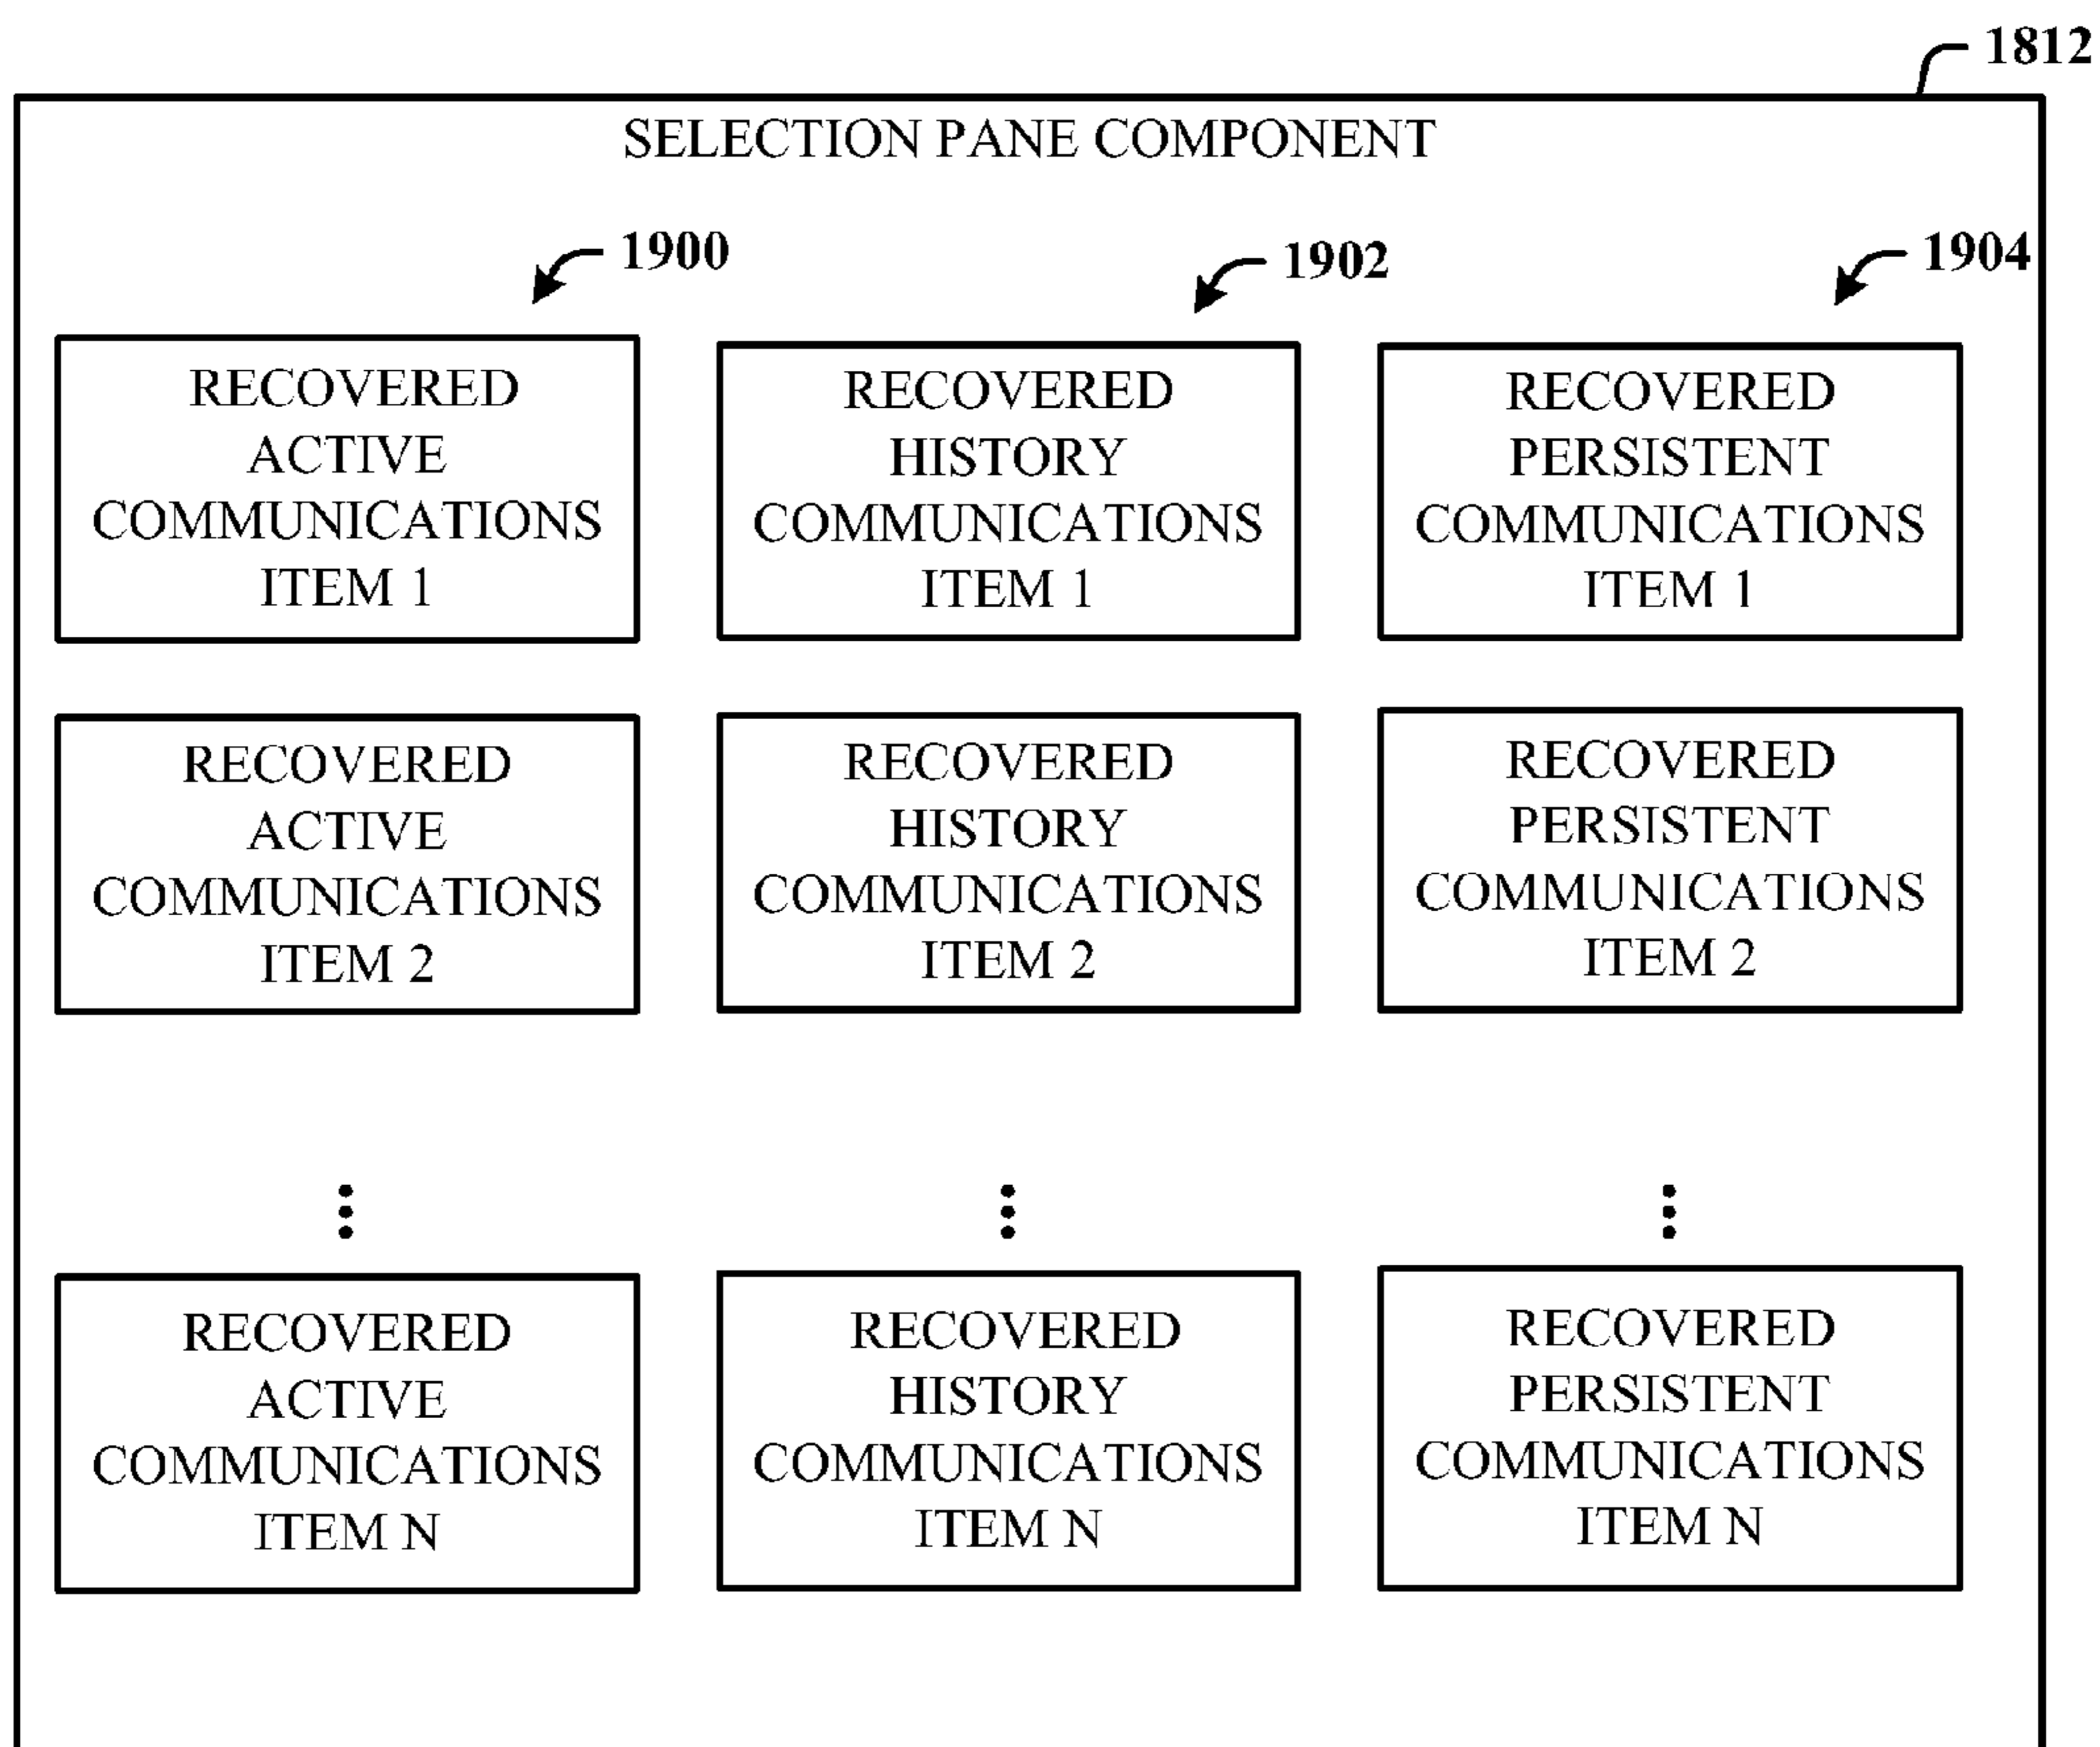 1812
SELECTION PANE COMPONENT
1900
1902
1904
RECOVERED
ACTIVE
COMMUNICATIONS
ITEM 1
RECOVERED
HISTORY
COMMUNICATIONS
ITEM 1
RECOVERED
PERSISTENT
COMMUNICATIONS
ITEM 1
RECOVERED
ACTIVE
COMMUNICATIONS
ITEM 2
RECOVERED
HISTORY
COMMUNICATIONS
ITEM 2
RECOVERED
PERSISTENT
COMMUNICATIONS
ITEM 2
RECOVERED
ACTIVE
COMMUNICATIONS
ITEM N
RECOVERED
HISTORY
COMMUNICATIONS
ITEM N
RECOVERED
PERSISTENT
COMMUNICATIONS
ITEM N